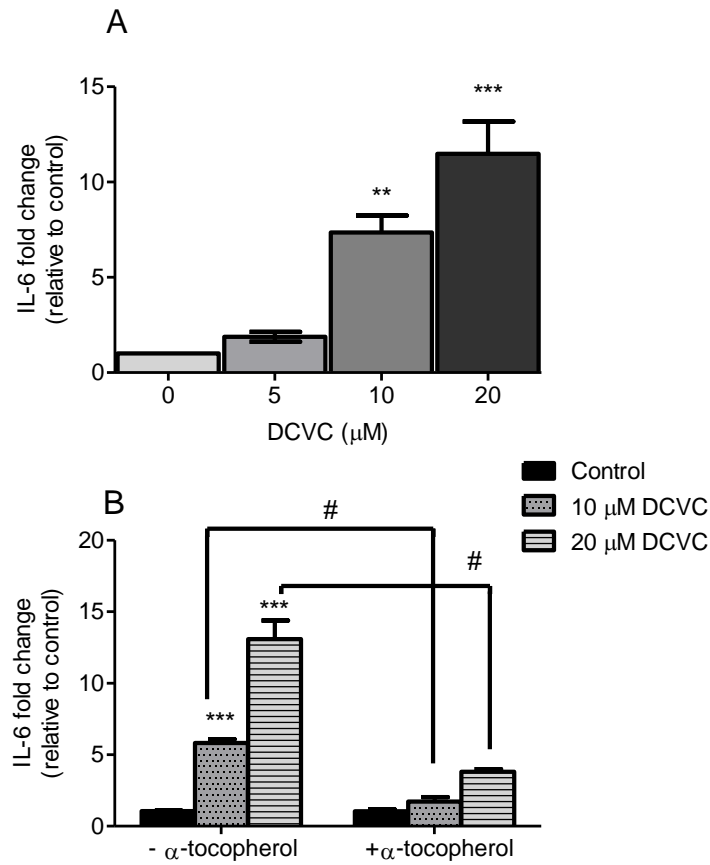 A
IL-6 fold change
(relative to control)
15
10
5
0
**
***
0 5 10 20
DCVC (μM)
Control
10 μM DCVC
20 μM DCVC
B
IL-6 fold change
(relative to control)
20
15
10
5
0
#
#
***
***
- α-tocopherol +α-tocopherol